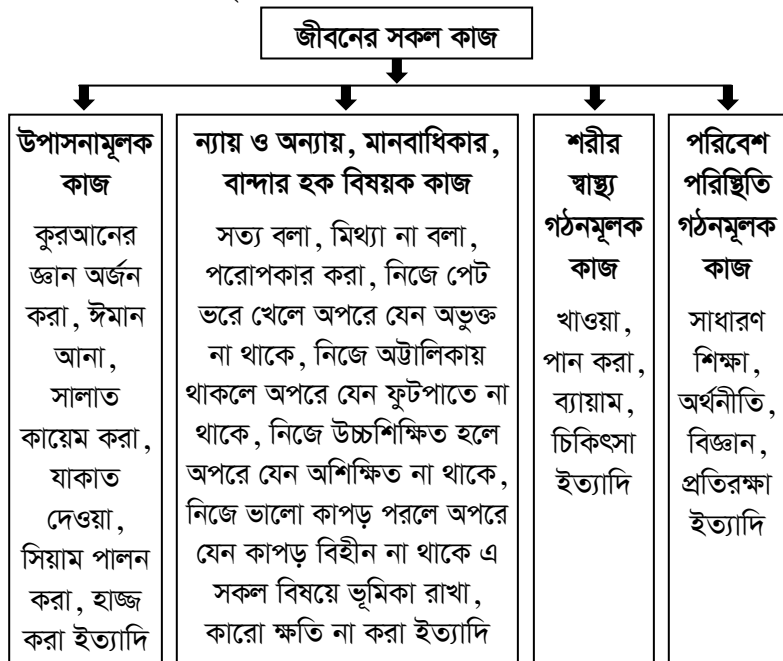 জীবনের সকল কাজ
উপাসনামূলক
কাজ
কুরআনের
জ্ঞান অর্জন
করা, ঈমান
আনা,
সালাত
কায়েম করা,
যাকাত
দেওয়া,
সিয়াম পালন
করা, হাজ্জ
করা ইত্যাদি
ন্যায় ও অন্যায়, মানবাধিকার,
বান্দার হক বিষয়ক কাজ
সত্য বলা, মিথ্যা না বলা,
পরোপকার করা, নিজে পেট
ভরে খেলে অপরে যেন অভুক্ত
না থাকে, নিজে অট্টালিকায়
থাকলে অপরে যেন ফুটপাতে না
থাকে, নিজে উচ্চশিক্ষিত হলে
অপরে যেন অশিক্ষিত না থাকে,
নিজে ভালো কাপড় পরলে অপরে
যেন কাপড় বিহীন না থাকে এ
সকল বিষয়ে ভূমিকা রাখা,
কারো ক্ষতি না করা ইত্যাদি
শরীর
স্বাস্থ্য
গঠনমূলক
কাজ
খাওয়া,
পান করা,
ব্যায়াম,
চিকিৎসা
ইত্যাদি
পরিবেশ
পরিস্থিতি
গঠনমূলক
কাজ
সাধারণ
শিক্ষা,
অর্থনীতি,
বিজ্ঞান,
প্রতিরক্ষা
ইত্যাদি